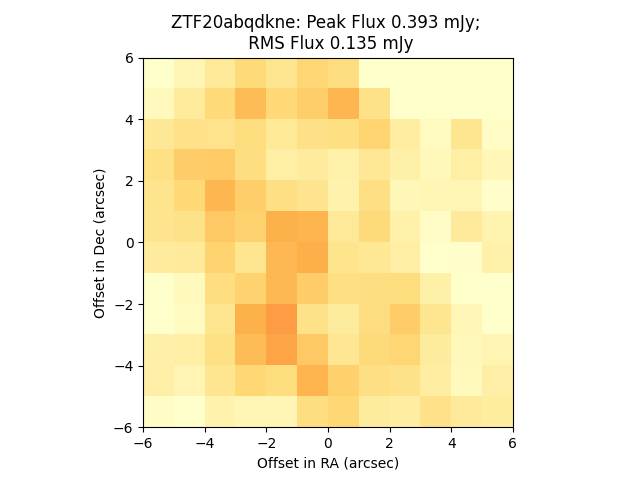 ZTF20abqdkne: Peak Flux 0.393 mJy;
RMS Flux 0.135 mJy
6
4
2
0
−2
−4
−6
Offset in Dec (arcsec)
−6 −4 −2 0 2 4 6
Offset in RA (arcsec)